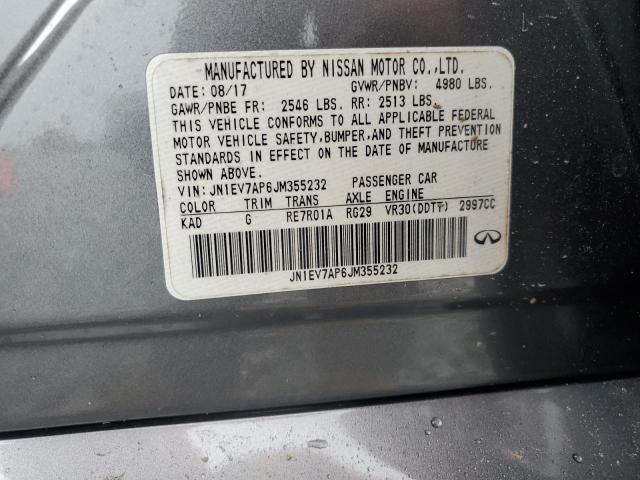 MANUFACTURED BY NISSAN MOTOR CO.,LTD.
DATE: 08/17 GVWR/PNBV: 4980 LBS.
GAWR/PNBE FR: 2546 LBS. RR: 2513 LBS.
THIS VEHICLE CONFORMS TO ALL APPLICABLE FEDERAL
MOTOR VEHICLE SAFETY, BUMPER, AND THEFT PREVENTION
STANDARDS IN EFFECT ON THE DATE OF MANUFACTURE
SHOWN ABOVE.
VIN: JN1EV7AP6JM355232 PASSENGER CAR
COLOR TRIM TRANS AXLE ENGINE
KAD G RE7R01A RG29 VR30(DDTT) 2997CC
JN1EV7AP6JM355232